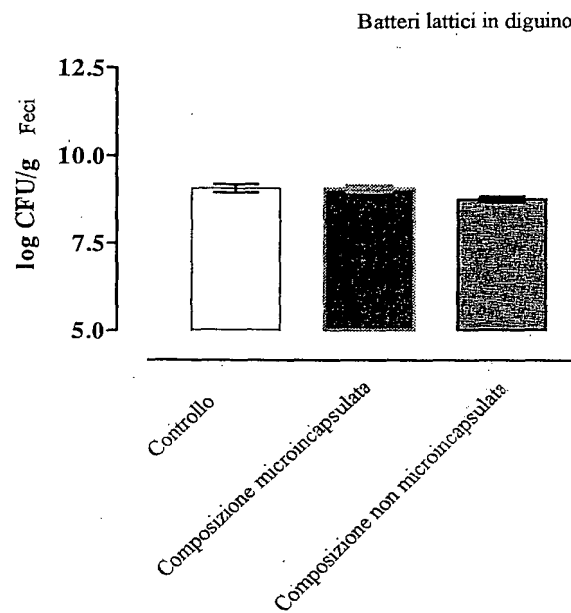 Batteri lattici in diguino
12.5
10.0
7.5
5.0
log CFU/g Feci
Controllo
Composizione microincapsulata
Composizione non microincapsulata